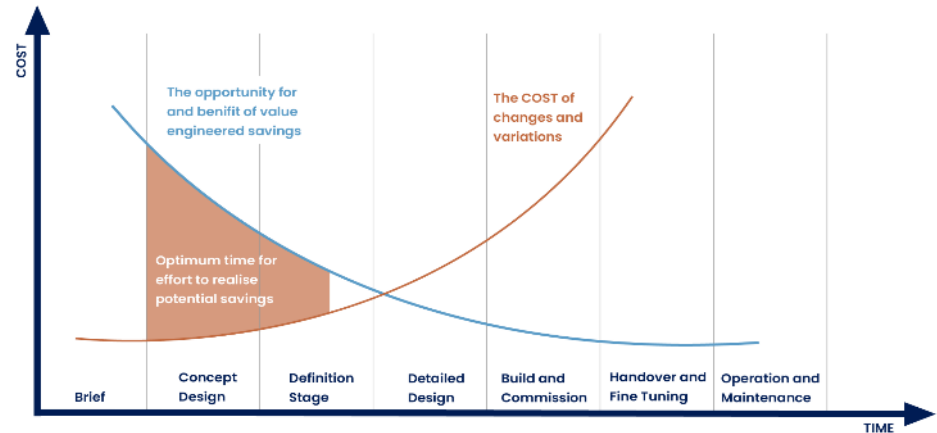 COST
The opportunity for
and benifit of value
engineered savings
The COST of
changes and
variations
Optimum time for
effort to realise
potential savings
Brief
Concept
Design
Definition
Stage
Detailed
Design
Build and
Commission
Handover and
Fine Tuning
Operation and
Maintenance
TIME